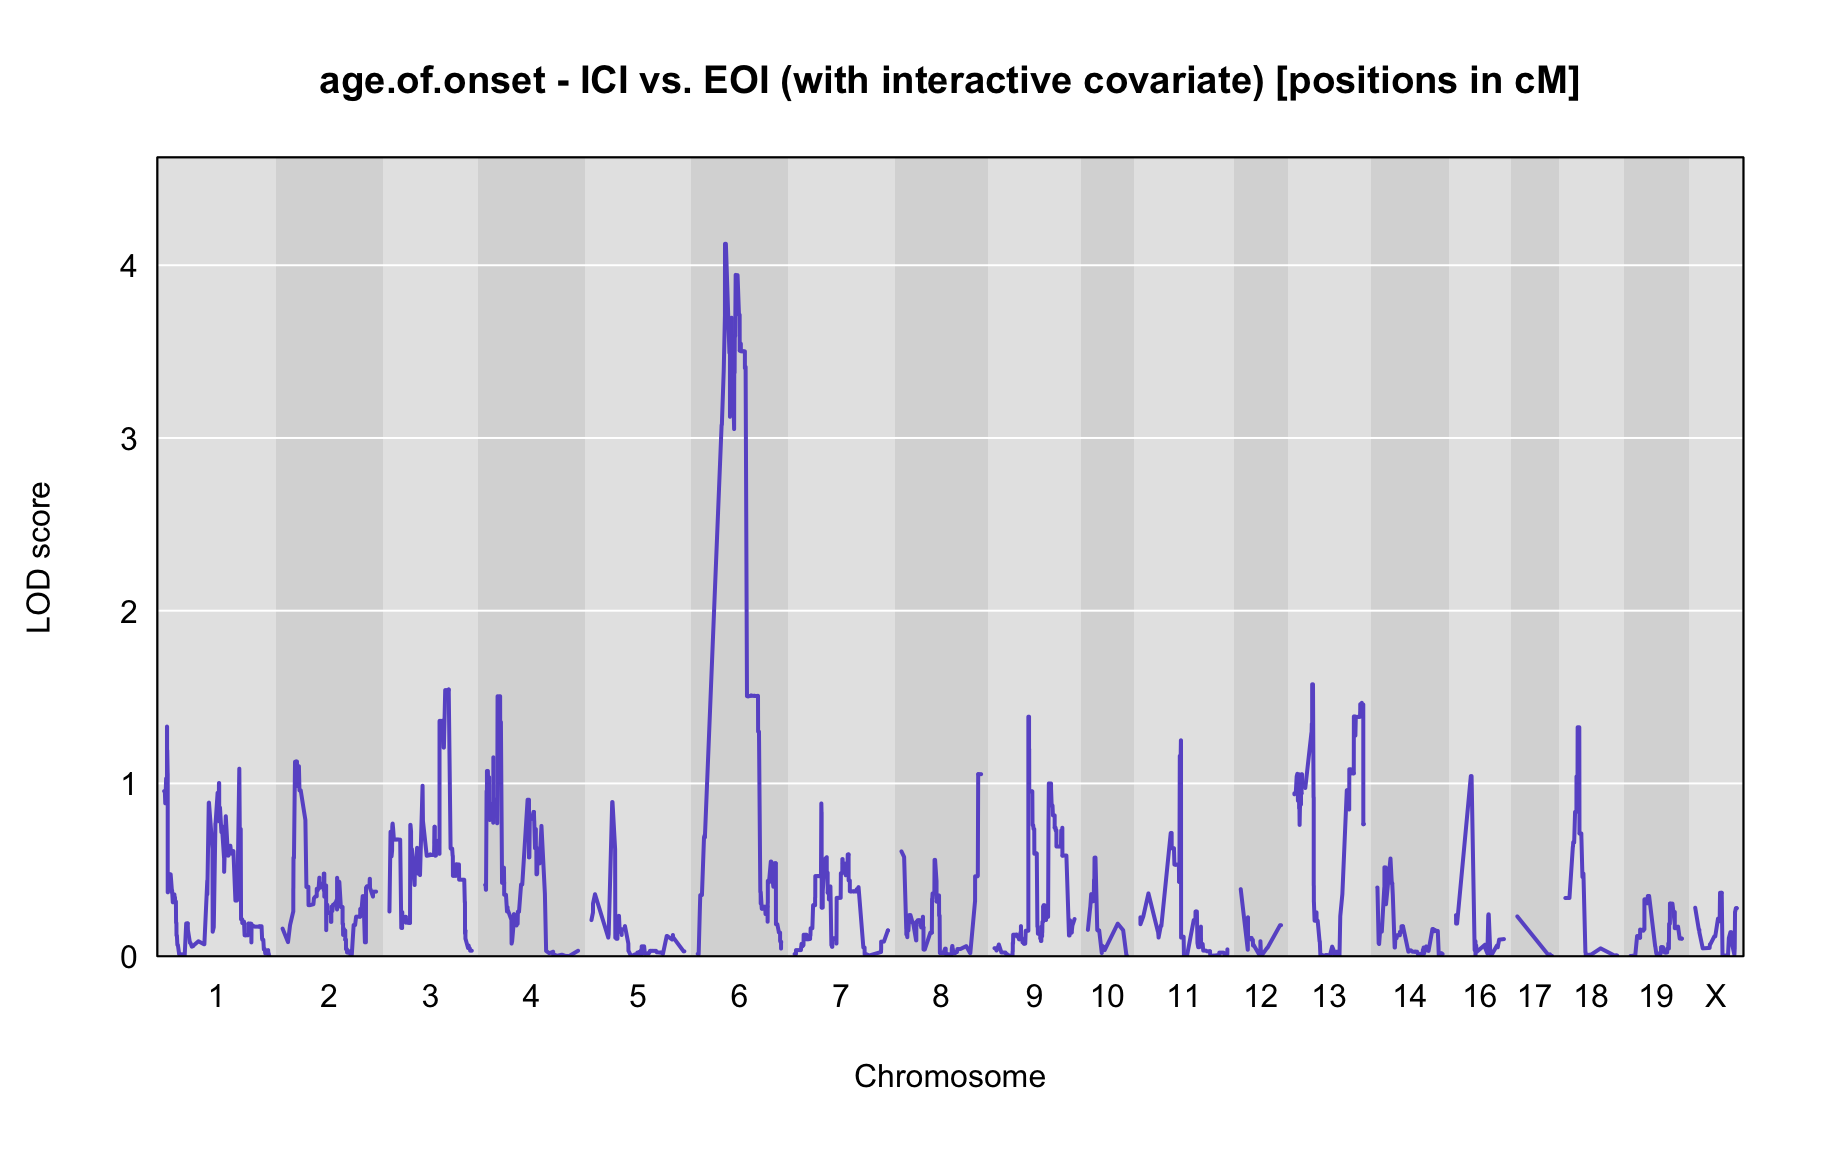 age.of.onset - ICI vs. EOI (with interactive covariate) [positions in cM]
4
3
2
1
0
LOD score
1 2 3 4 5 6 7 8 9 10 11 12 13 14 16 17 18 19 X
Chromosome